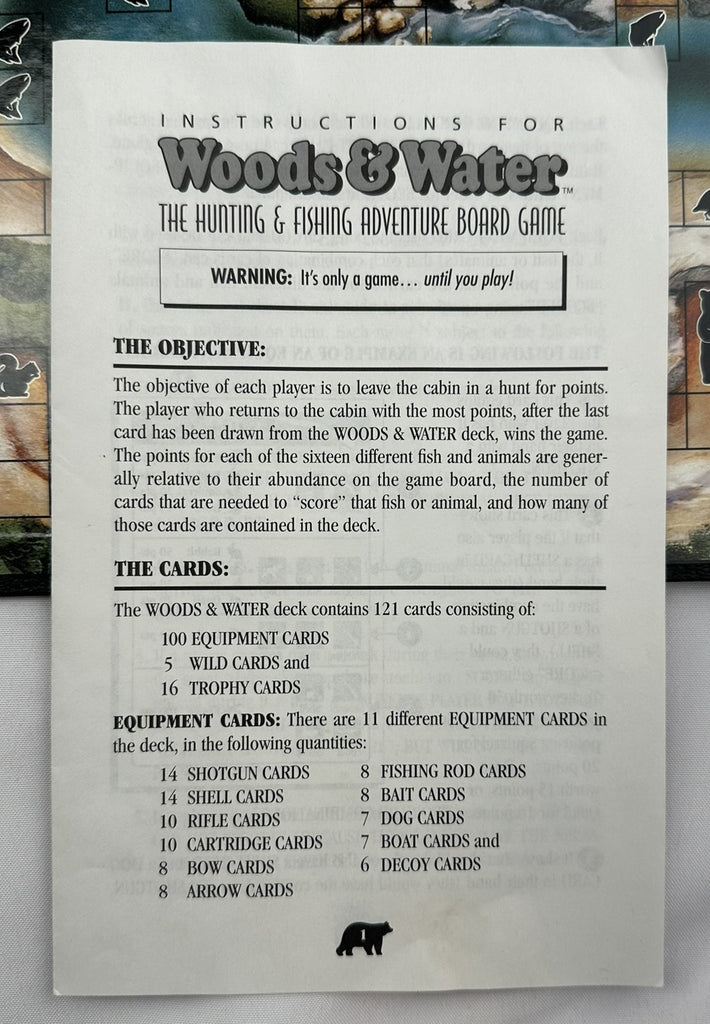 INSTRUCTIONS FOR
Woods & Water™
THE HUNTING & FISHING ADVENTURE BOARD GAME
WARNING: It's only a game... until you play!
THE OBJECTIVE:
The objective of each player is to leave the cabin in a hunt for points.
The player who returns to the cabin with the most points, after the last
card has been drawn from the WOODS & WATER deck, wins the game.
The points for each of the sixteen different fish and animals are gener-
ally relative to their abundance on the game board, the number of
cards that are needed to “score” that fish or animal, and how many of
those cards are contained in the deck.
THE CARDS:
The WOODS & WATER deck contains 121 cards consisting of:
100 EQUIPMENT CARDS
5 WILD CARDS and
16 TROPHY CARDS
EQUIPMENT CARDS: There are 11 different EQUIPMENT CARDS in
the deck, in the following quantities:
14 SHOTGUN CARDS
14 SHELL CARDS
10 RIFLE CARDS
10 CARTRIDGE CARDS
8 BOW CARDS
8 ARROW CARDS
8 FISHING ROD CARDS
8 BAIT CARDS
7 DOG CARDS
7 BOAT CARDS and
6 DECOY CARDS
1